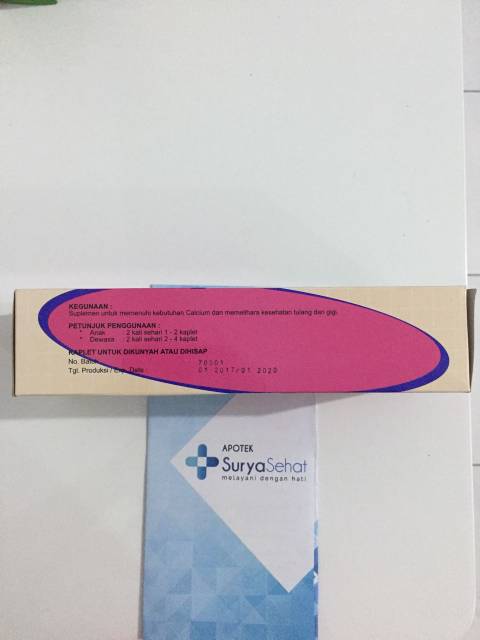 KEGUNAAN :
Suplemen untuk memenuhi kebutuhan Calcium dan memelihara kesehatan tulang dan gigi.
PETUNJUK PENGGUNAAN :
* Anak : 2 kali sehari 1 - 2 kaplet
* Dewasa : 2 kali sehari 2 - 4 kaplet
KAPLET UNTUK DIKUNYAH ATAU DIHISAP
No. Batch : 70501
Tgl. Produksi / Exp. Date : 01 2017/01 2020
APOTEK
SuryaSehat
melayani dengan hati